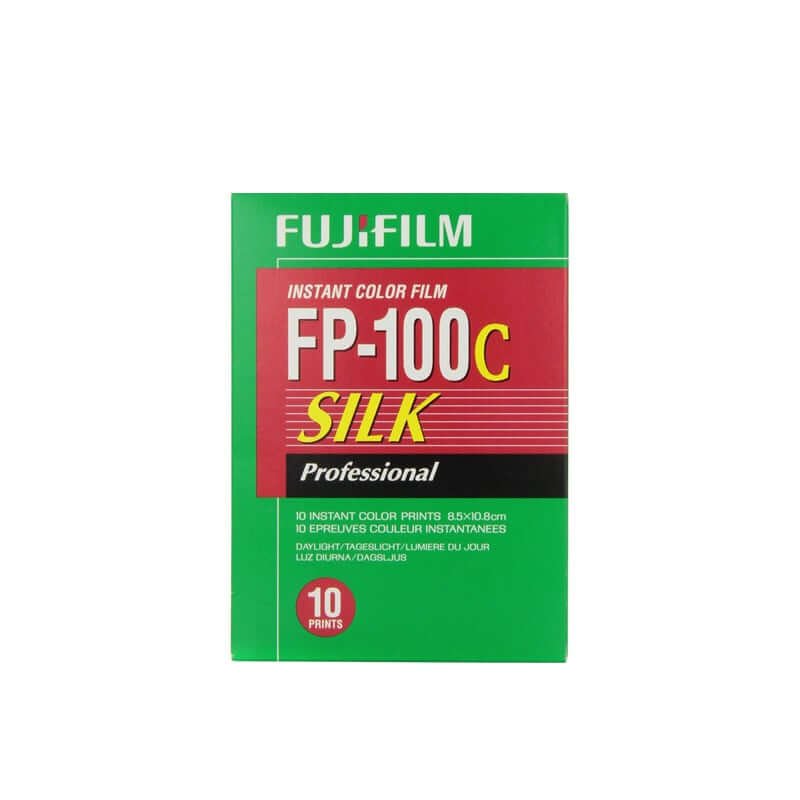 FUJIFILM
INSTANT COLOR FILM
FP-100C
SILK
Professional
10 INSTANT COLOR PRINTS 8.5×10.8cm
10 EPREUVES COULEUR INSTANTANEES
DAYLIGHT/TAGESLICHT/LUMIERE DU JOUR
LUZ DIURNA/DAGSLJUS
10
PRINTS